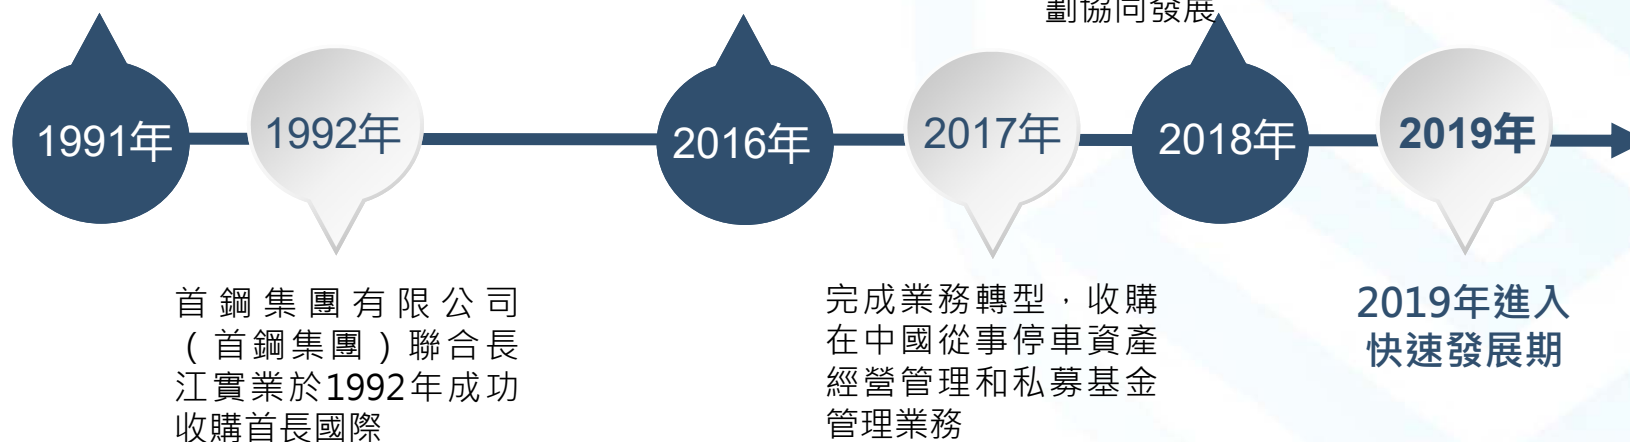 劃協同發展
1991年
1992年
2016年
2017年
2018年
2019年
首鋼集團有限公司
(首鋼集團)聯合長
江實業於1992年成功
收購首長國際
完成業務轉型，收購
在中國從事停車資產
經營管理和私募基金
管理業務
2019年進入
快速發展期